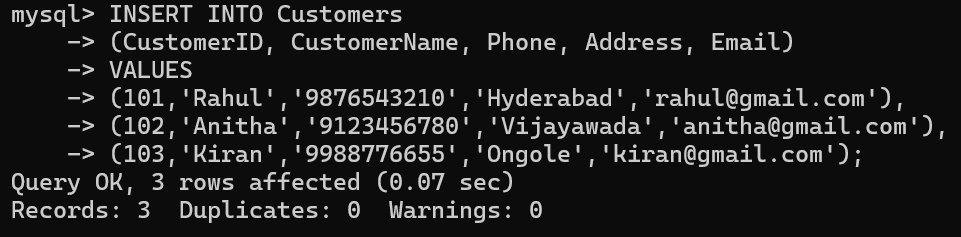 mysql> INSERT INTO Customers
    -> (CustomerID, CustomerName, Phone, Address, Email)
    -> VALUES
    -> (101,'Rahul','9876543210','Hyderabad','rahul@gmail.com'),
    -> (102,'Anitha','9123456780','Vijayawada','anitha@gmail.com'),
    -> (103,'Kiran','9988776655','Ongole','kiran@gmail.com');
Query OK, 3 rows affected (0.07 sec)
Records: 3  Duplicates: 0  Warnings: 0